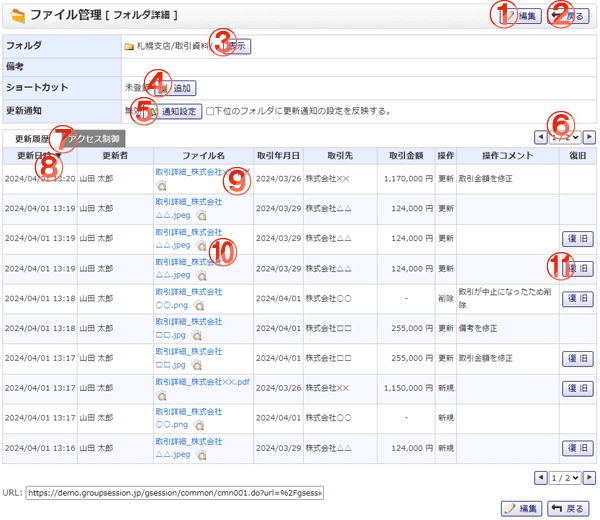 ファイル管理 [ フォルダ詳細 ]
① 編集 ② 戻る
フォルダ 札幌支店/取引資料/ ③ 表示
備考
ショートカット 未登 ④ 追加
更新通知 無効 ⑤ 通知設定 下位のフォルダに更新通知の設定を反映する。
更新履歴 ⑦ アクセス制御 ⑥ 1 / 2
更新日時 ▼ 更新者 ファイル名 取引年月日 取引先 取引金額 操作 操作コメント 復旧
⑧
2024/04/01 13:20 山田 太郎 取引詳細_株式会社 ⑨ 2024/03/26 株式会社×× 1,170,000 円 更新 取引金額を修正
2024/04/01 13:19 山田 太郎 取引詳細_株式会社 2024/03/29 株式会社△△ 124,000 円 更新
△△.jpeg
2024/04/01 13:19 山田 太郎 取引詳細_株式会社 2024/03/29 株式会社△△ 124,000 円 更新 復 旧
△△.jpeg ⑩
2024/04/01 13:19 山田 太郎 取引詳細_株式会社 2024/03/29 株式会社△△ 124,000 円 更新 ⑪ 復 旧
△△.jpeg
2024/04/01 13:18 山田 太郎 取引詳細_株式会社 2024/04/01 株式会社○○ - 削除 取引が中止になったため削 復 旧
○○.png 除
2024/04/01 13:18 山田 太郎 取引詳細_株式会社 2024/04/01 株式会社□□ 255,000 円 更新 備考を修正
□□.jpg
2024/04/01 13:17 山田 太郎 取引詳細_株式会社 2024/04/01 株式会社□□ 255,000 円 更新 取引金額を修正 復 旧
□□.jpg
2024/04/01 13:17 山田 太郎 取引詳細_株式会社××.pdf 2024/03/26 株式会社×× 1,150,000 円 新規 復 旧
2024/04/01 13:17 山田 太郎 取引詳細_株式会社 2024/04/01 株式会社○○ - 新規
○○.png
2024/04/01 13:16 山田 太郎 取引詳細_株式会社 2024/03/29 株式会社△△ 124,000 円 新規 復 旧
△△.jpeg
1 / 2
URL: https://demo.groupsession.jp/gsession/common/cmn001.do?url=%2Fgsessi
編集 戻る